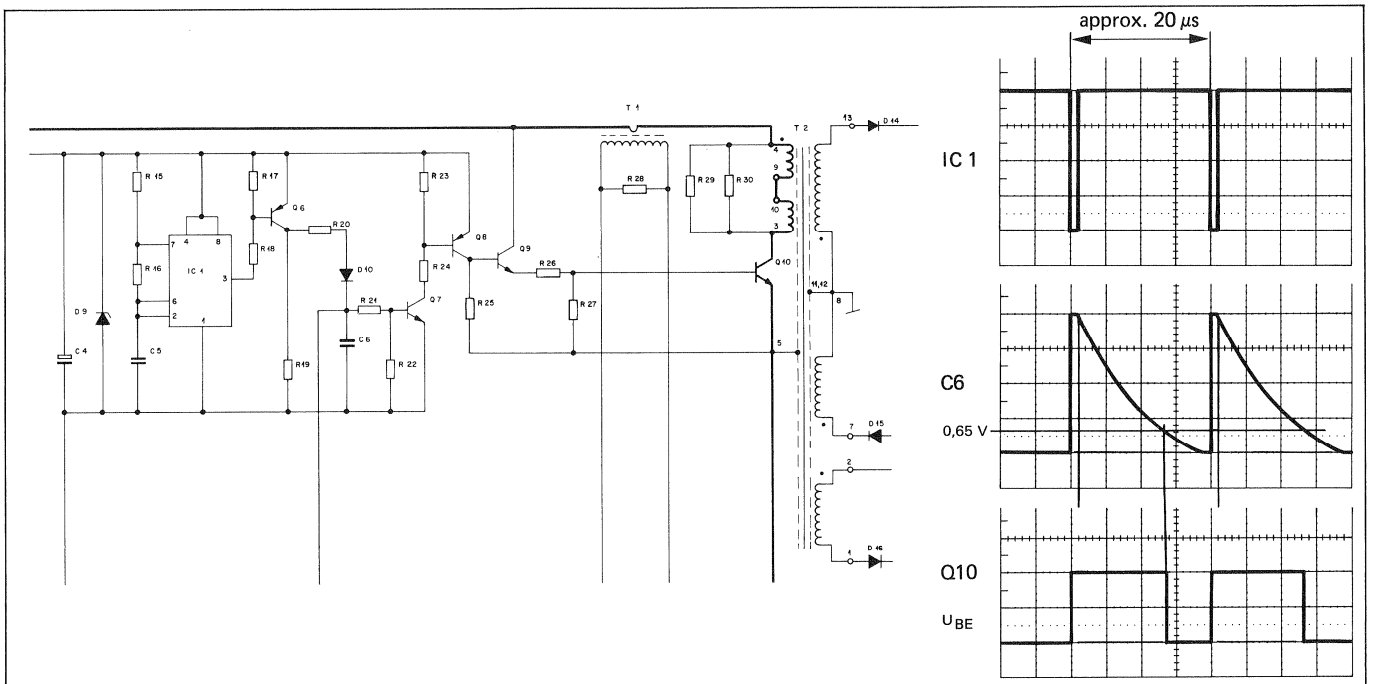 approx. 20 µs
T 1
T 2
13
D 14
4
9
10
3
R 15
R 17
R 23
R 28
R 29
R 30
IC 1
Q 6
R 20
Q 8
Q 9
4
8
7
R 16
IC 1
R 18
3
6
2
1
D 10
R 24
R 26
Q 10
11,12
8
D 9
R 21
Q 7
R 25
R 27
C 4
C 5
R19
C 6
R 22
5
C6
0,65 V
7
D 15
2
1
D 16
Q10
U BE